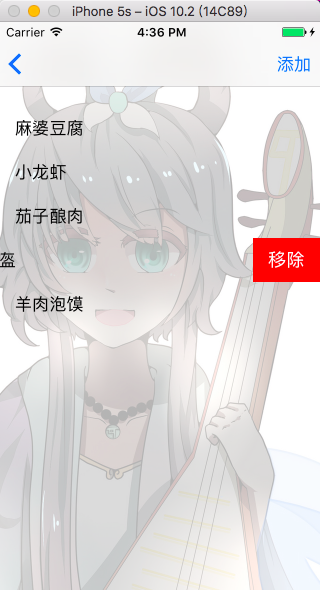 iPhone 5s – iOS 10.2 (14C89)
Carrier 4:36 PM
添加
麻婆豆腐
小龙虾
茄子酿肉
盔 移除
羊肉泡馍